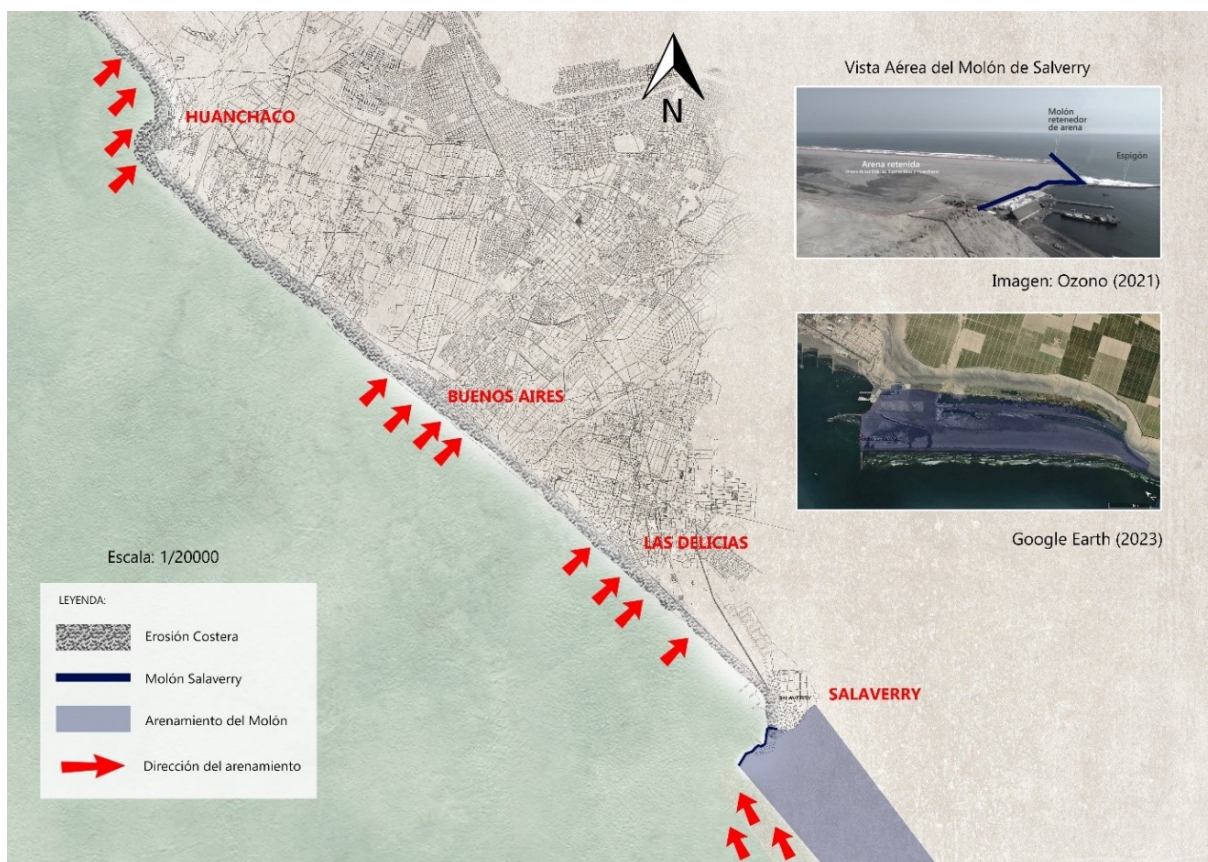 HUANCHACO
N
BUENOS AIRES
LAS DELICIAS
SALAVERRY
SALAVERRY
Vista Aérea del Molón de Salverry
Molón
retenedor
de arena
Espigón
Arena retenida
Imagen: Ozono (2021)
Google Earth (2023)
Escala: 1/20000
LEYENDA:
Erosión Costera
Molón Salaverry
Arenamiento del Molón
Dirección del arenamiento